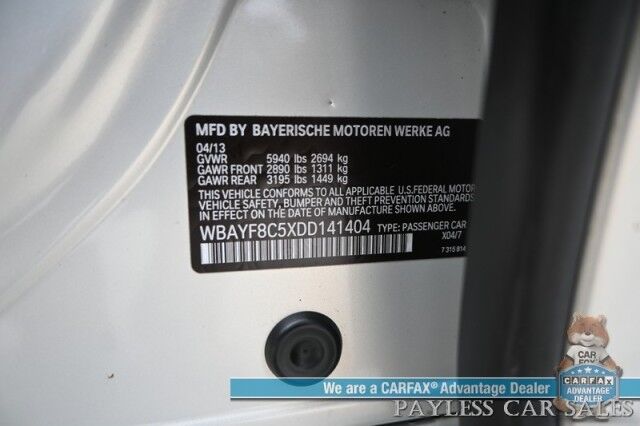 MFD BY BAYERISCHE MOTOREN WERKE AG
04/13
GVWR 5940 lbs 2694 kg
GAWR FRONT 2890 lbs 1311 kg
GAWR REAR 3195 lbs 1449 kg
THIS VEHICLE CONFORMS TO ALL APPLICABLE U.S. FEDERAL MOTOR
VEHICLE SAFETY, BUMPER, AND THEFT PREVENTION
STANDARDS IN EFFECT ON THE DATE OF MANUFACTURE SHOWN ABOVE.
WBAYF8C5XDD141404 TYPE: PASSENGER CAR
X04/7
7 315 914
CAR
FOX
CARFAX
ADVANTAGE
DEALER
We are a CARFAX® Advantage Dealer
PAYLESS CAR SALES